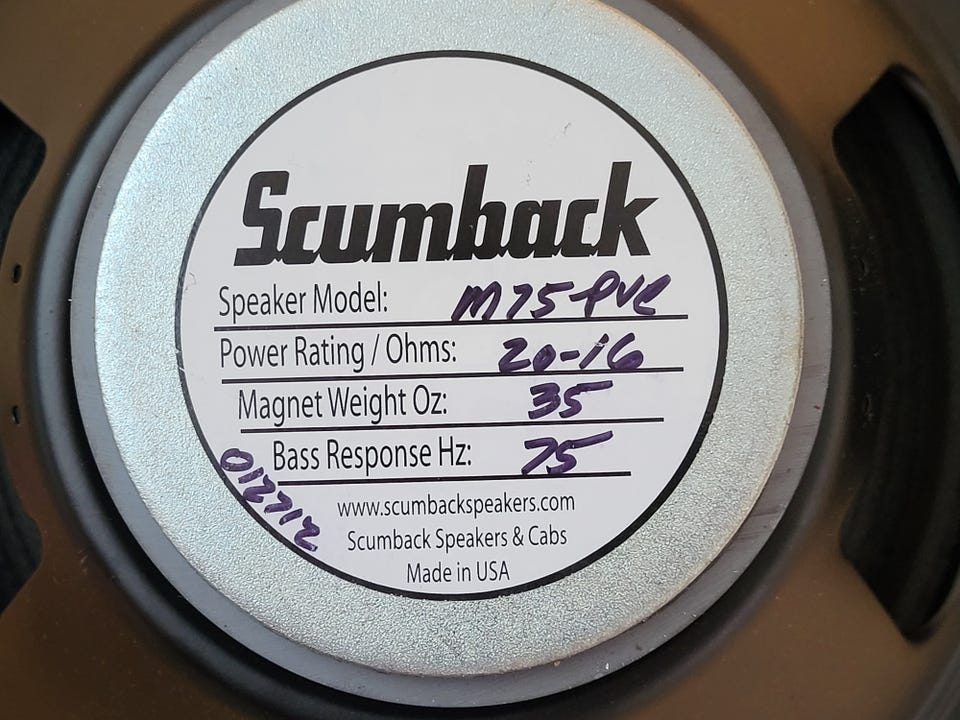 Scumback
Speaker Model: M75-PVC
Power Rating / Ohms: 20-16
Magnet Weight Oz: 35
Bass Response Hz: 75
012712
www.scumbackspeakers.com
Scumback Speakers & Cabs
Made in USA